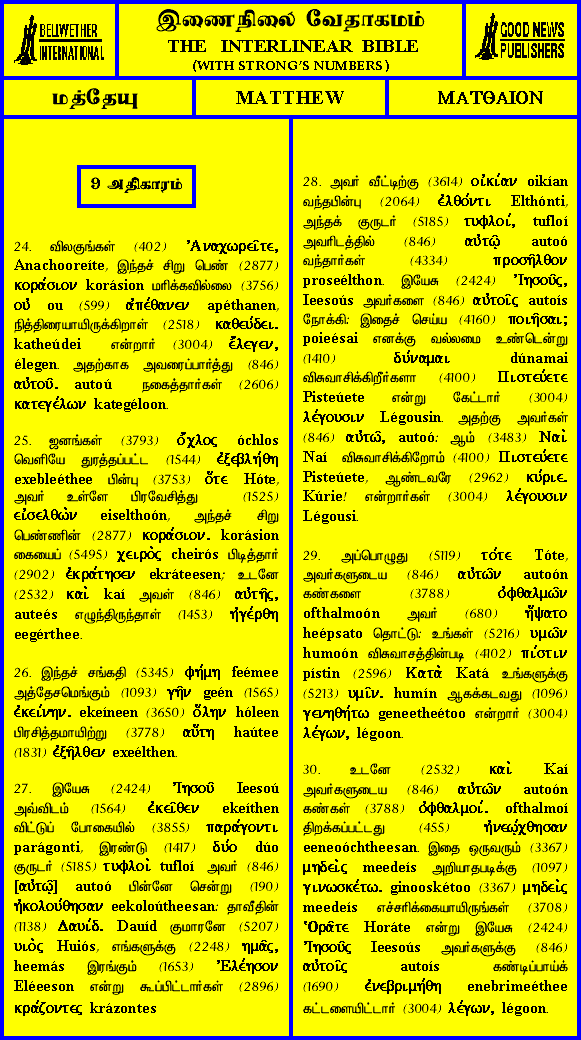 BELLWETHER
INTERNATIONAL
இணைநிலை வேதாகமம்
THE INTERLINEAR BIBLE
(WITH STRONG'S NUMBERS)
GOOD NEWS
PUBLISHERS
மத்தேயு
MATTHEW
ΜΑΤΘΑΙΟΝ
9 அதிகாரம்
24. விலகுங்கள் (402) Ἀναχωρεῖτε,
Anachooreíte, இந்தச் சிறு பெண் (2877)
κοράσιον korásion மரிக்கவில்லை (3756)
οὐ ou (599) ἀπέθανεν apéthanen,
நித்திரையாயிருக்கிறாள் (2518) καθεύδει.
katheúdei என்றார் (3004) ἔλεγεν,
élegen. அதற்காக அவரைப்பார்த்து (846)
αὐτοῦ. autoú நகைத்தார்கள் (2606)
κατεγέλων kategéloon.
25. ஜனங்கள் (3793) ὄχλος óchlos
வெளியே துரத்தப்பட்ட (1544) ἐξεβλήθη
exebleéthee பின்பு (3753) ὅτε Hóte,
அவர் உள்ளே பிரவேசித்து (1525)
εἰσελθὼν eiselthoón, அந்தச் சிறு
பெண்ணின் (2877) κοράσιον. korásion
கையைப் (5495) χειρὸς cheirós பிடித்தார்
(2902) ἐκράτησεν ekráteesen; உடனே
(2532) καὶ kaí அவள் (846) αὐτῆς,
auteés எழுந்திருந்தாள் (1453) ἠγέρθη
eegérthee.
26. இந்தச் சங்கதி (5345) φήμη feémee
அத்தேசமெங்கும் (1093) γῆν geén (1565)
ἐκείνην. ekeíneen (3650) ὅλην hóleen
பிரசித்தமாயிற்று (3778) αὕτη haútee
(1831) ἐξῆλθεν exeélthen.
27. இயேசு (2424) Ἰησοῦ Ieesoú
அவ்விடம் (1564) ἐκεῖθεν ekeíthen
விட்டுப் போகையில் (3855) παράγοντι
parágonti, இரண்டு (1417) δύο dúo
குருடர் (5185) τυφλοὶ tufloí அவர் (846)
[αὐτῷ] autoó பின்னே சென்று (190)
ἠκολούθησαν eekoloútheesan: தாவீதின்
(1138) Δαυίδ. Dauíd குமாரனே (5207)
υἱὸς Huiós, எங்களுக்கு (2248) ἡμᾶς,
heemás இரங்கும் (1653) Ἐλέησον
Eléeeson என்று கூப்பிட்டார்கள் (2896)
κράζοντες krázontes
28. அவர் வீட்டிற்கு (3614) οἰκίαν oikían
வந்தபின்பு (2064) ἐλθόντι Elthónti,
அந்தக் குருடர் (5185) τυφλοί, tufloí
அவரிடத்தில் (846) αὐτῷ autoó
வந்தார்கள் (4334) προσῆλθον
proseélthon. இயேசு (2424) Ἰησοῦς,
Ieesoús அவர்களை (846) αὐτοῖς autoís
நோக்கி: இதைச் செய்ய (4160) ποιῆσαι;
poieésai எனக்கு வல்லமை உண்டென்று
(1410) δύναμαι dúnamai
விசுவாசிக்கிறீர்களா (4100) Πιστεύετε
Pisteúete என்று கேட்டார் (3004)
λέγουσιν Légousin. அதற்கு அவர்கள்
(846) αὐτῶ, autoó: ஆம் (3483) Ναὶ
Naí விசுவாசிக்கிறோம் (4100) Πιστεύετε
Pisteúete, ஆண்டவரே (2962) κύριε.
Kúrie! என்றார்கள் (3004) λέγουσιν
Légousi.
29. அப்பொழுது (5119) τότε Tóte,
அவர்களுடைய (846) αὐτῶν autoón
கண்களை (3788) ὀφθαλμῶν
ofthalmoón அவர் (680) ἥψατο
heépsato தொட்டு: உங்கள் (5216) υμῶν
humoón விசுவாசத்தின்படி (4102) πίστιν
pístin (2596) Κατὰ Katá உங்களுக்கு
(5213) υμῖν. humín ஆகக்கடவது (1096)
γενηθήτω geneetheétoo என்றார் (3004)
λέγων, légoon.
30. உடனே (2532) καὶ Kaí
அவர்களுடைய (846) αὐτῶν autoón
கண்கள் (3788) ὀφθαλμοί. ofthalmoí
திறக்கப்பட்டது (455) ἠνεῴχθησαν
eeneoóchtheesan. இதை ஒருவரும் (3367)
μηδεὶς meedeís அறியாதபடிக்கு (1097)
γινωσκέτω. ginooskétoo (3367) μηδεὶς
meedeís எச்சரிக்கையாயிருங்கள் (3708)
Ὁρᾶτε Horáte என்று இயேசு (2424)
Ἰησοῦς Ieesoús அவர்களுக்கு (846)
αὐτοῖς autoís கண்டிப்பாய்க்
(1690) ἐνεβριμήθη enebrimeéthee
கட்டளையிட்டார் (3004) λέγων, légoon.